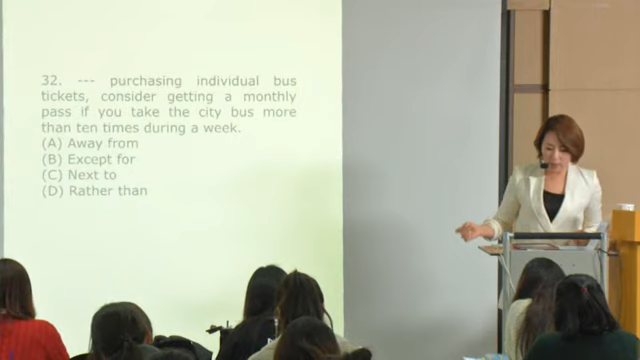 32. --- purchasing individual bus
tickets, consider getting a monthly
pass if you take the city bus more
than ten times during a week.
(A) Away from
(B) Except for
(C) Next to
(D) Rather than